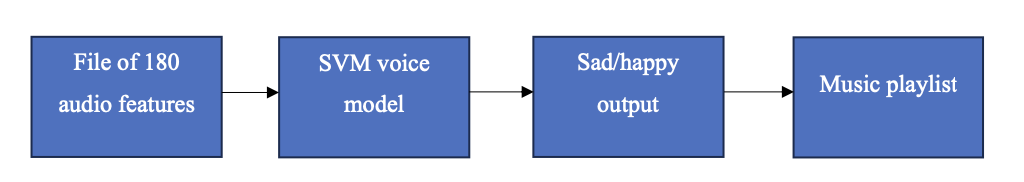 File of 180
audio features
SVM voice
model
Sad/happy
output
Music playlist